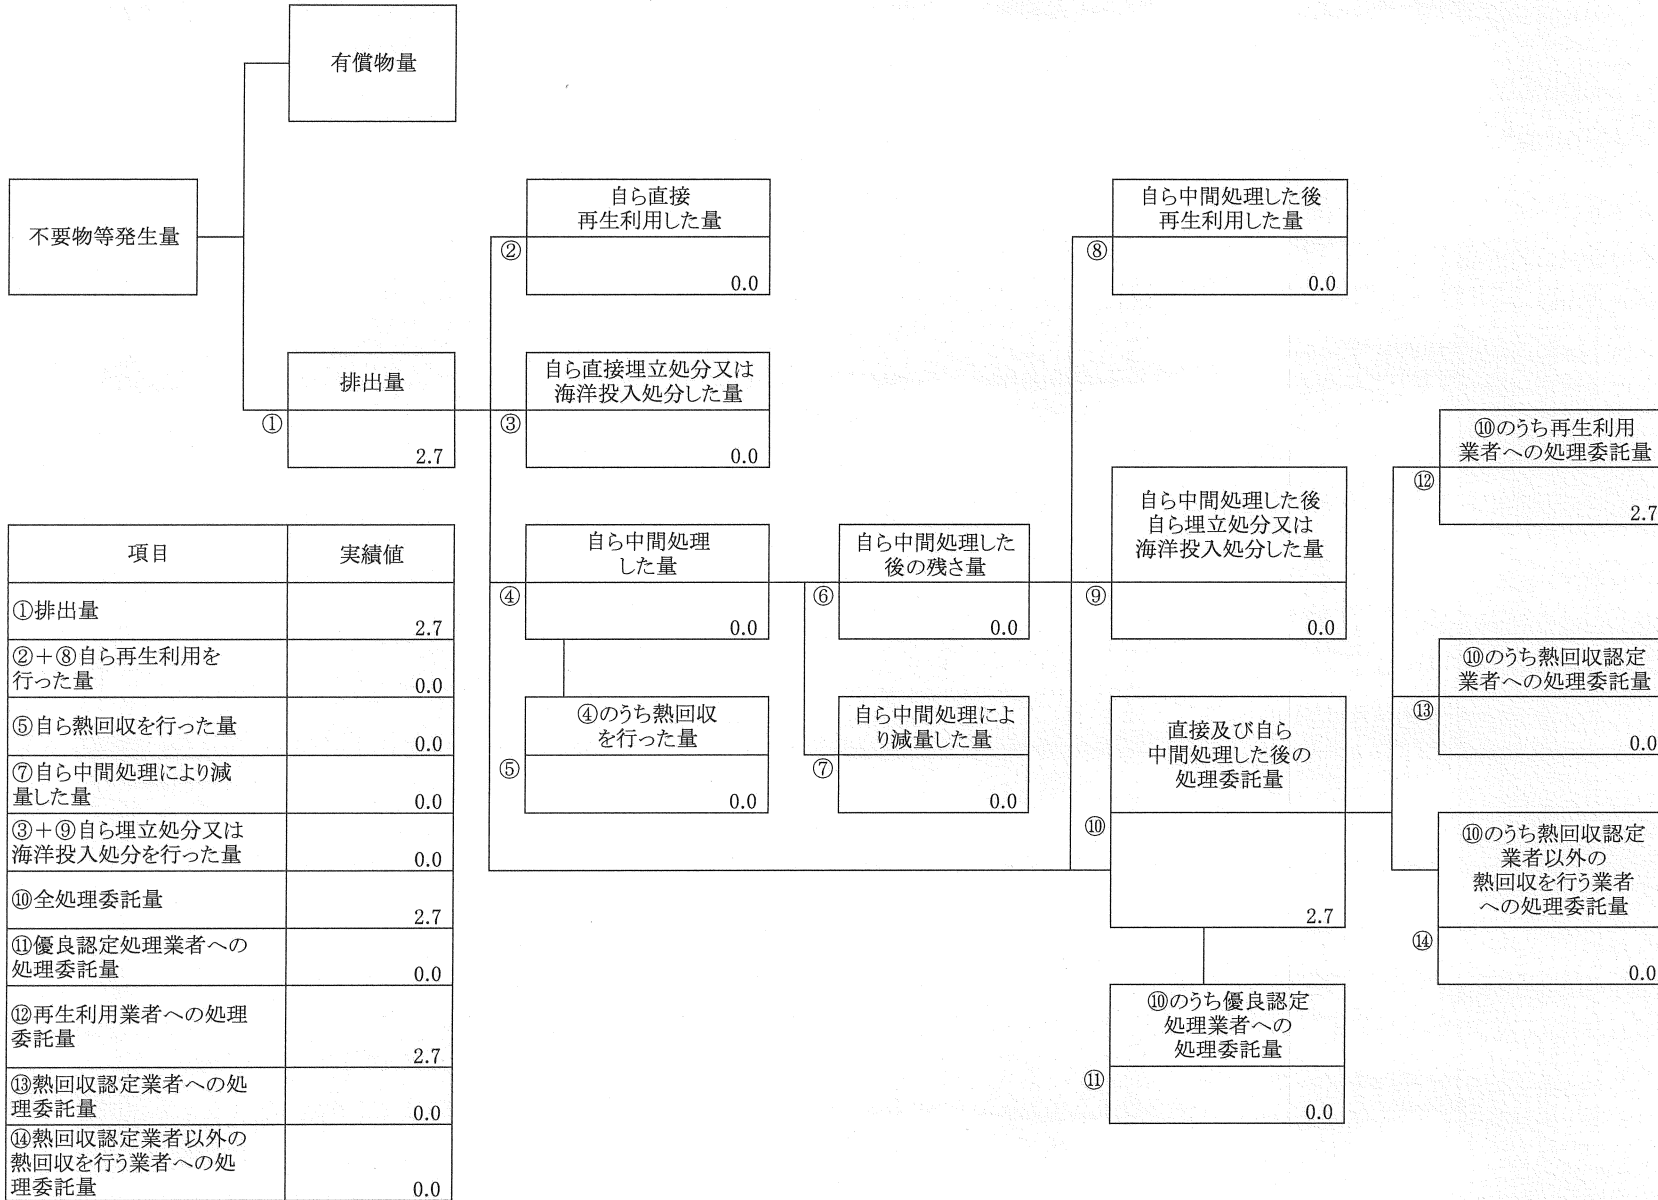 有償物量
不要物等発生量
自ら直接
再生利用した量
②
0.0
自ら中間処理した後
再生利用した量
⑧
0.0
排出量
①
2.7
自ら直接埋立処分又は
海洋投入処分した量
③
0.0
⑩のうち再生利用
業者への処理委託量
⑫
2.7
自ら中間処理
した量
④
0.0
自ら中間処理した
後の残さ量
⑥
0.0
自ら中間処理した後
自ら埋立処分又は
海洋投入処分した量
⑨
0.0
⑩のうち熱回収認定
業者への処理委託量
⑬
0.0
④のうち熱回収
を行った量
⑤
0.0
自ら中間処理によ
り減量した量
⑦
0.0
直接及び自ら
中間処理した後の
処理委託量
⑩
2.7
⑩のうち熱回収認定
業者以外の
熱回収を行う業者
への処理委託量
⑭
0.0
⑩のうち優良認定
処理業者への
処理委託量
⑪
0.0
項目 実績値
①排出量
2.7
②+⑧自ら再生利用を
行った量 0.0
⑤自ら熱回収を行った量
0.0
⑦自ら中間処理により減
量した量 0.0
③+⑨自ら埋立処分又は
海洋投入処分を行った量 0.0
⑩全処理委託量
2.7
⑪優良認定処理業者への
処理委託量 0.0
⑫再生利用業者への処理
委託量
2.7
⑬熱回収認定業者への処
理委託量 0.0
⑭熱回収認定業者以外の
熱回収を行う業者への処
理委託量 0.0